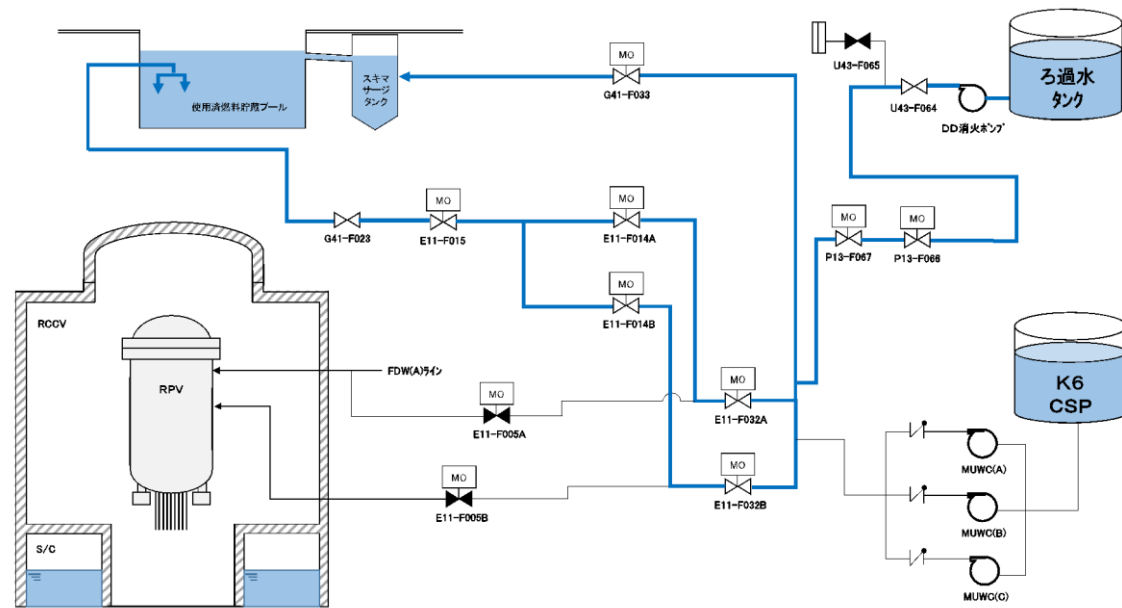 MO
G41-F033
U43-F065
U43-F064
DD消火ポンプ
ろ過水
タンク
スキマ
サージ
タンク
使用済燃料貯蔵プール
G41-F023
MO
E11-F015
MO
E11-F014A
MO
P13-F067
MO
P13-F066
MO
E11-F014B
RCCV
RPV
FDW(A)ライン
MO
E11-F005A
MO
E11-F032A
K6
CSP
MO
E11-F005B
MO
E11-F032B
MUWC(A)
MUWC(B)
MUWC(C)
S/C